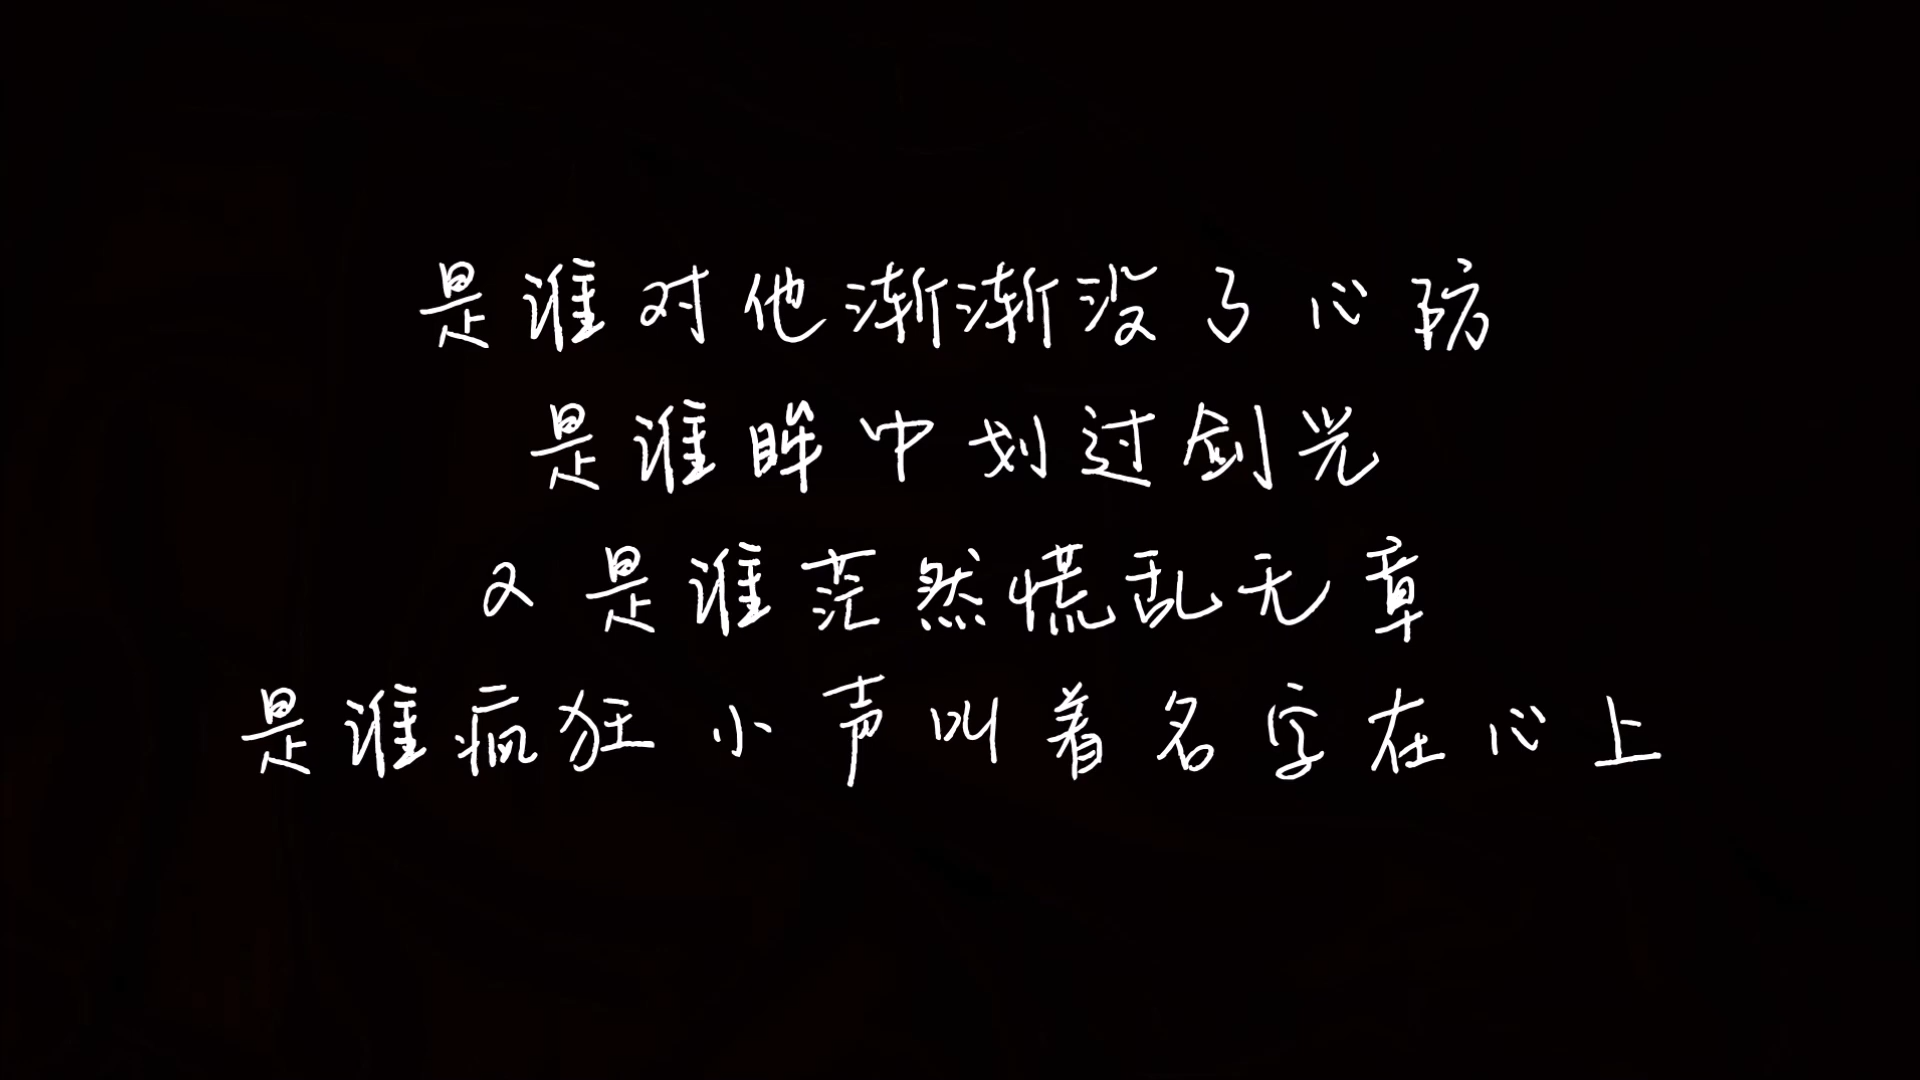 是谁对他渐渐没了心防
是谁眸中划过剑光
又是谁茫然慌乱无章
是谁疯狂小声叫着名字在心上